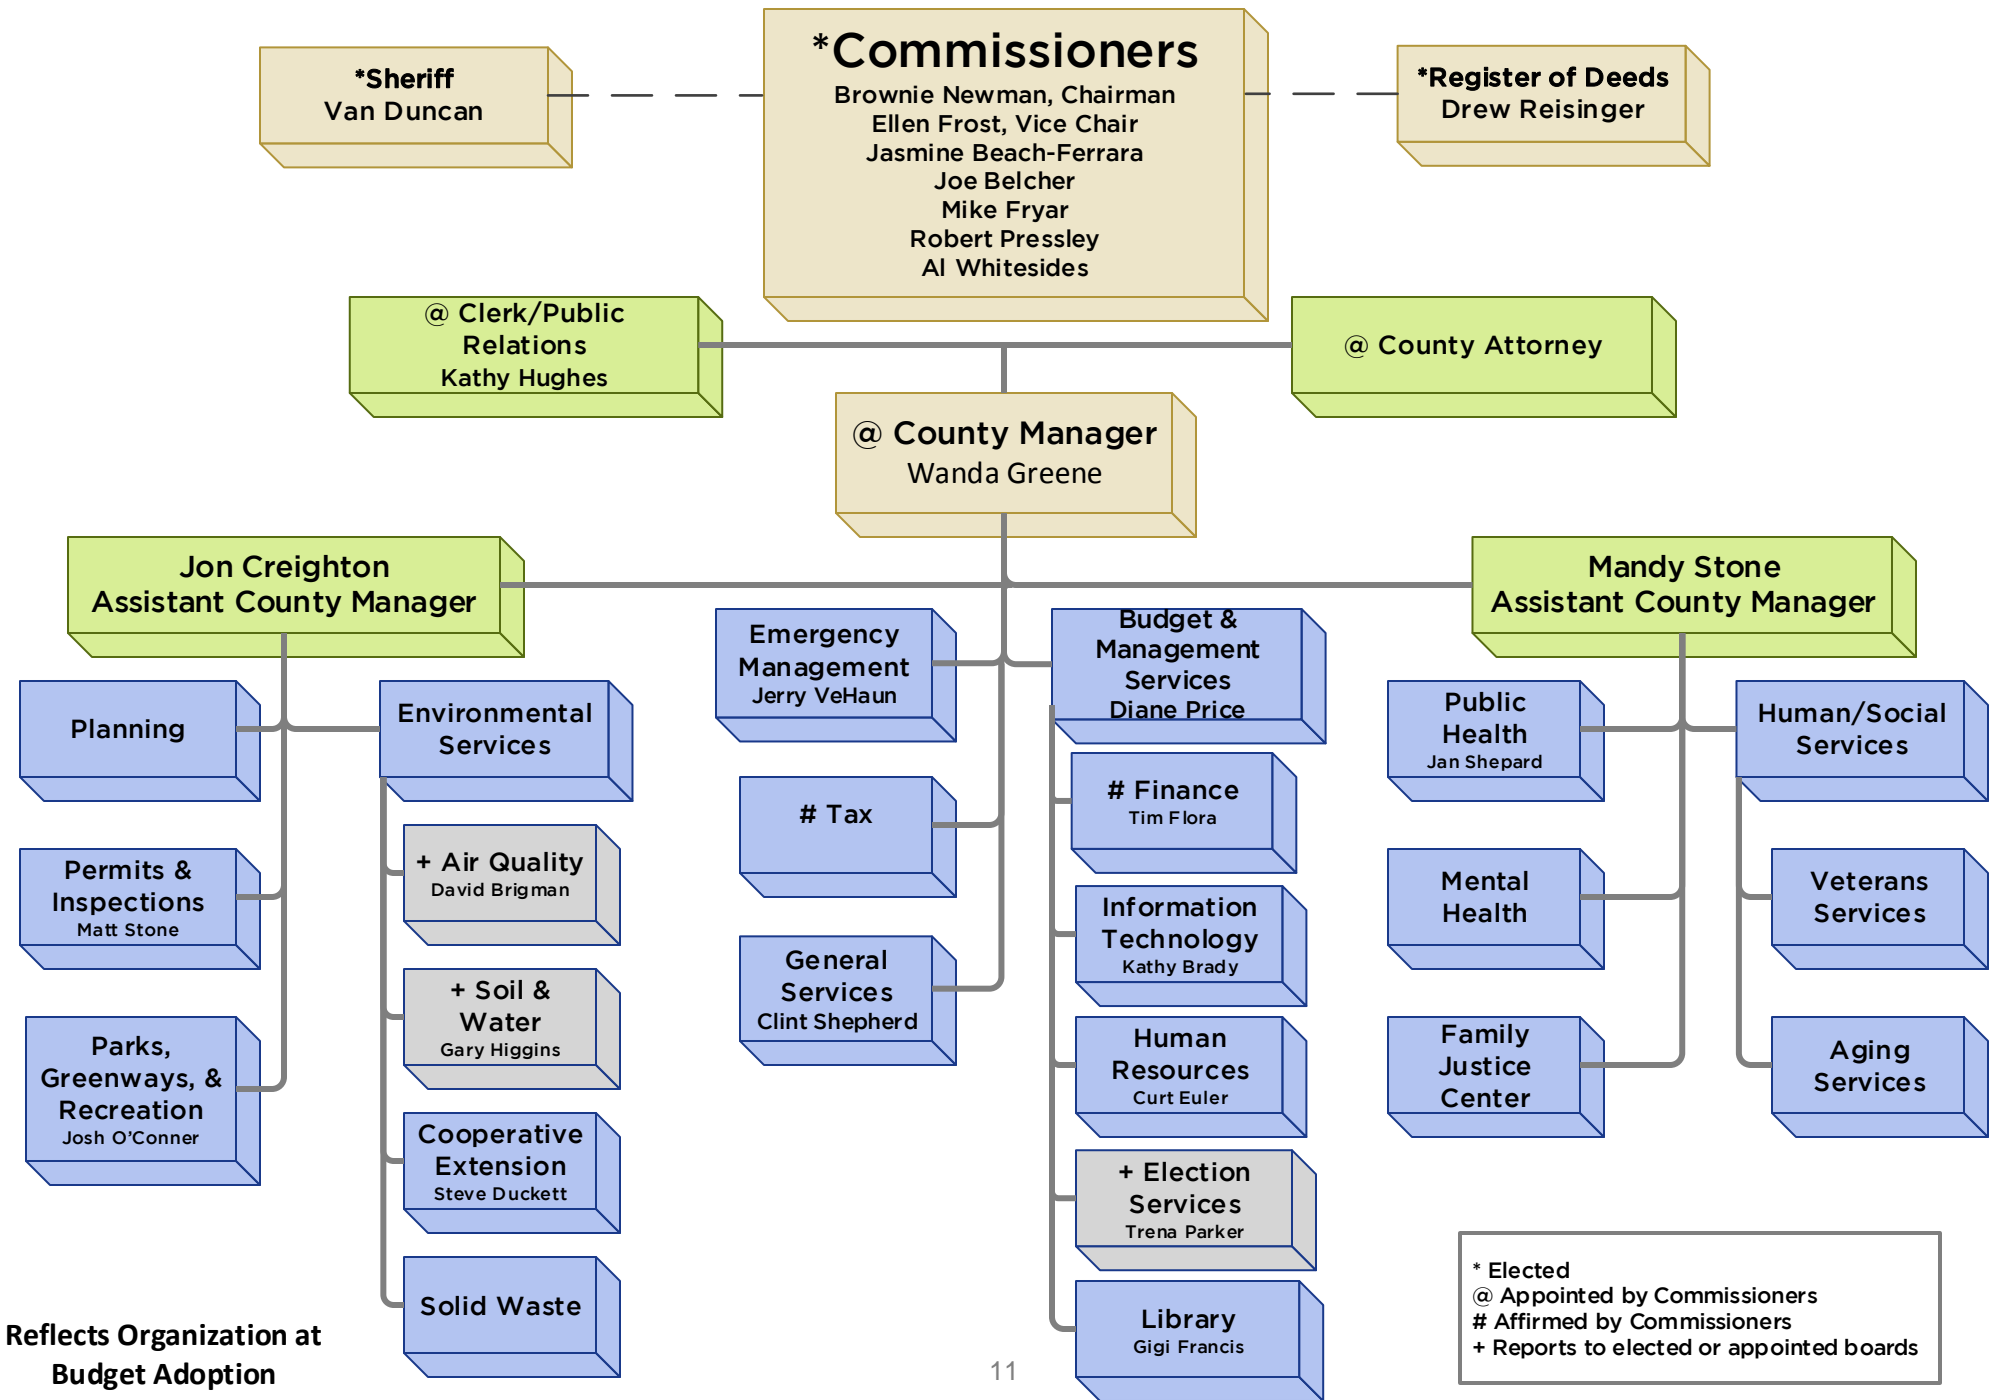 *Sheriff
Van Duncan
*Commissioners
Brownie Newman, Chairman
Ellen Frost, Vice Chair
Jasmine Beach-Ferrara
Joe Belcher
Mike Fryar
Robert Pressley
Al Whitesides
*Register of Deeds
Drew Reisinger
@ Clerk/Public
Relations
Kathy Hughes
@ County Attorney
@ County Manager
Wanda Greene
Jon Creighton
Assistant County Manager
Mandy Stone
Assistant County Manager
Planning
Permits &
Inspections
Matt Stone
Parks,
Greenways, &
Recreation
Josh O'Conner
Environmental
Services
+ Air Quality
David Brigman
+ Soil &
Water
Gary Higgins
Cooperative
Extension
Steve Duckett
Solid Waste
Emergency
Management
Jerry VeHaun
# Tax
General
Services
Clint Shepherd
Budget &
Management
Services
Diane Price
# Finance
Tim Flora
Information
Technology
Kathy Brady
Human
Resources
Curt Euler
+ Election
Services
Trena Parker
Library
Gigi Francis
Public
Health
Jan Shepard
Mental
Health
Family
Justice
Center
Human/Social
Services
Veterans
Services
Aging
Services
* Elected
@ Appointed by Commissioners
# Affirmed by Commissioners
+ Reports to elected or appointed boards
Reflects Organization at
Budget Adoption
11